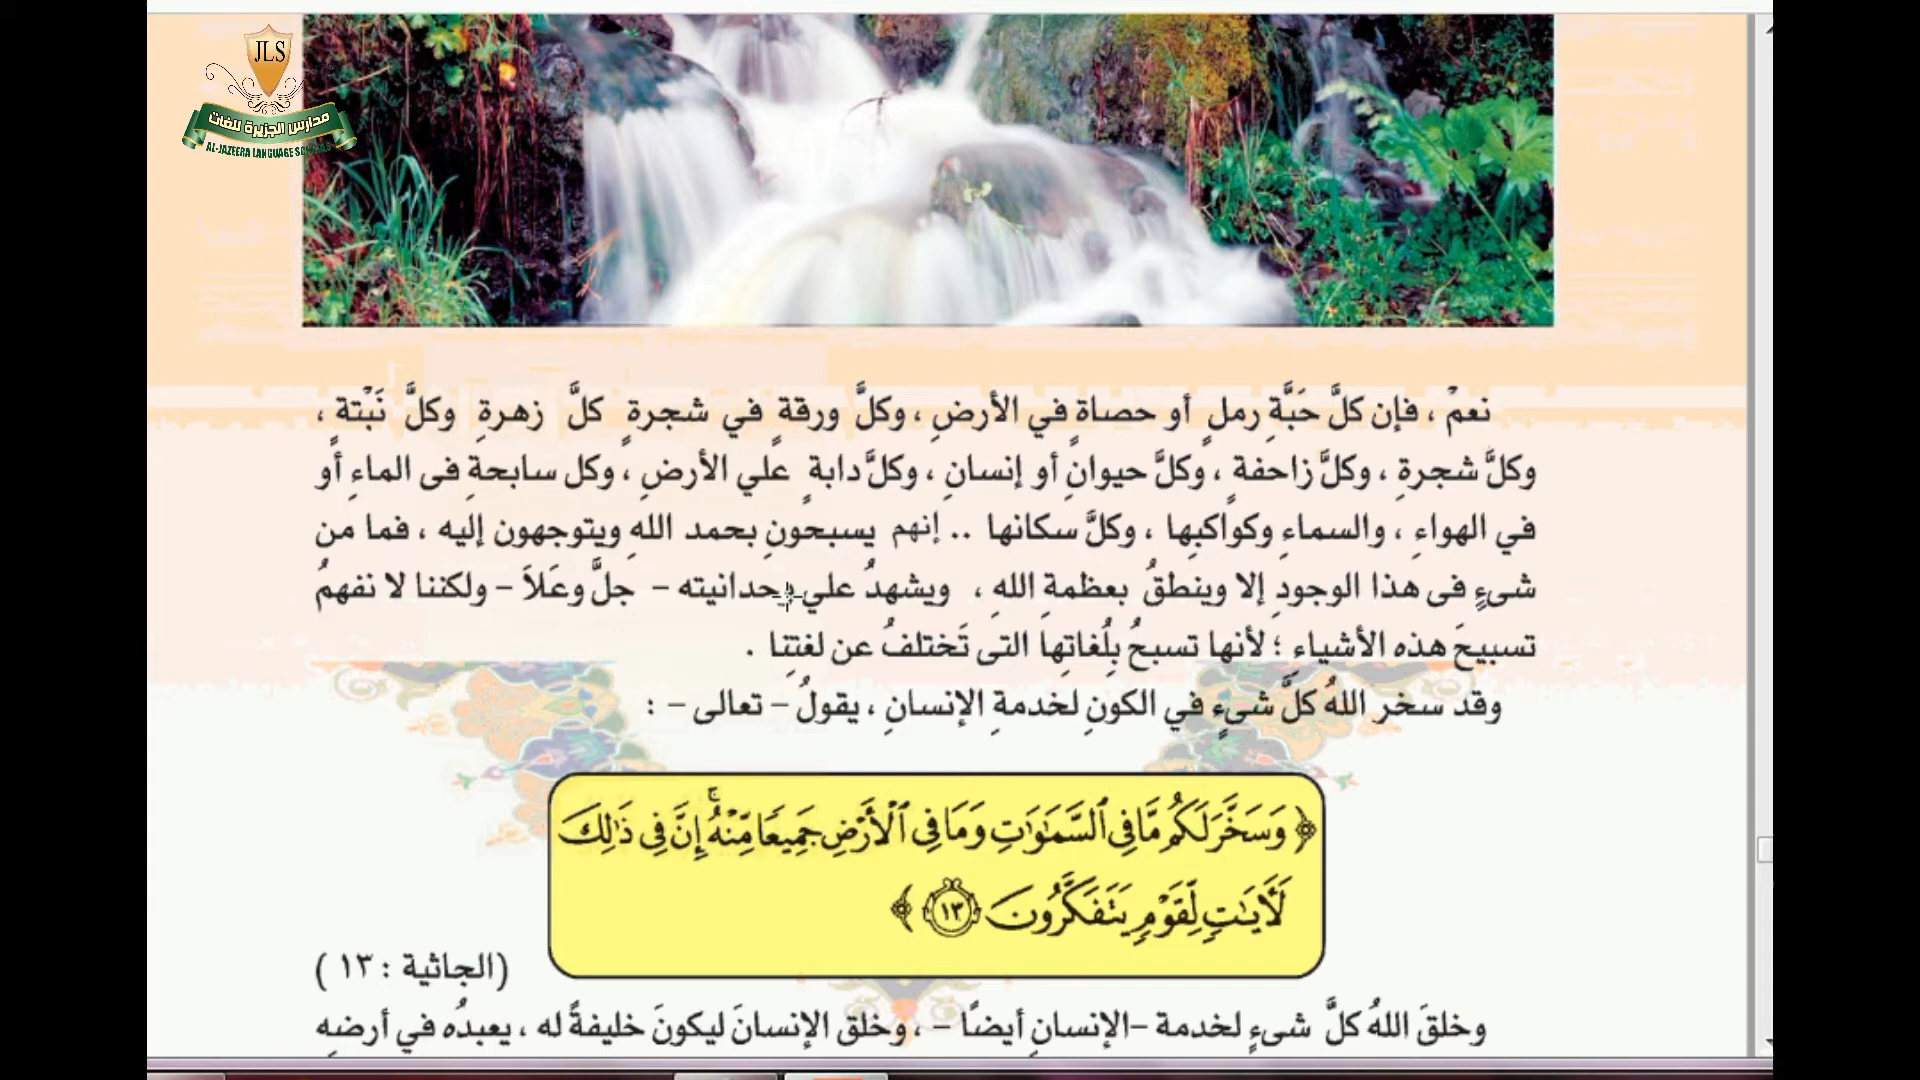 JLS
مدارس الجزيرة للغات
AL-JAZEERA LANGUAGE SCHOOLS
نعمْ ، فإن كلَّ حَبَّةِ رملٍ أو حصاة في الأرضِ ، وكلَّ ورقةٍ في شجرةٍ كلَّ زهرةِ وكلَّ نَبْتةٍ ،
وكلَّ شجرةِ ، وكلَّ زاحفةٍ ، وكلَّ حيوانٍ أو إنسانِ ، وكلَّ دابةٍ علي الأرضِ ، وكل سابحةِ فى الماءِ أو
في الهواءِ ، والسماءِ وكواكبِها ، وكلَّ سكانها .. إنهم يسبحونِ بحمد اللهِ ويتوجهون إليه ، فما من
شىءٍ فى هذا الوجودِ إلا وينطقُ بعظمةِ اللهِ ، ويشهدُ علي وحدانيته – جلَّ وعَلاَ – ولكننا لا نفهمُ
تسبيحَ هذه الأشياءِ ؛ لأنها تسبحُ بِلُغاتِها التى تَختلفُ عن لغتِنا .
وقد سخر اللهُ كلَّ شىءٍ في الكونِ لخدمةِ الإنسانِ ، يقولُ – تعالى – :
﴿ وَسَخَّرَ لَكُم مَّا فِي ٱلسَّمَٰوَٰتِ وَمَا فِي ٱلْأَرْضِ جَمِيعًا مِّنْهُ ۚ إِنَّ فِي ذَٰلِكَ
لَأَيَٰتٍ لِّقَوْمٍ يَتَفَكَّرُونَ ١٣ ﴾
(الجاثية : ١٣ )
وخلقَ اللهُ كلَّ شىءٍ لخدمة –الإنسانِ أيضًا – ، وخلق الإنسانَ ليكونَ خليفةً له ، يعبدُه في أرضهِ